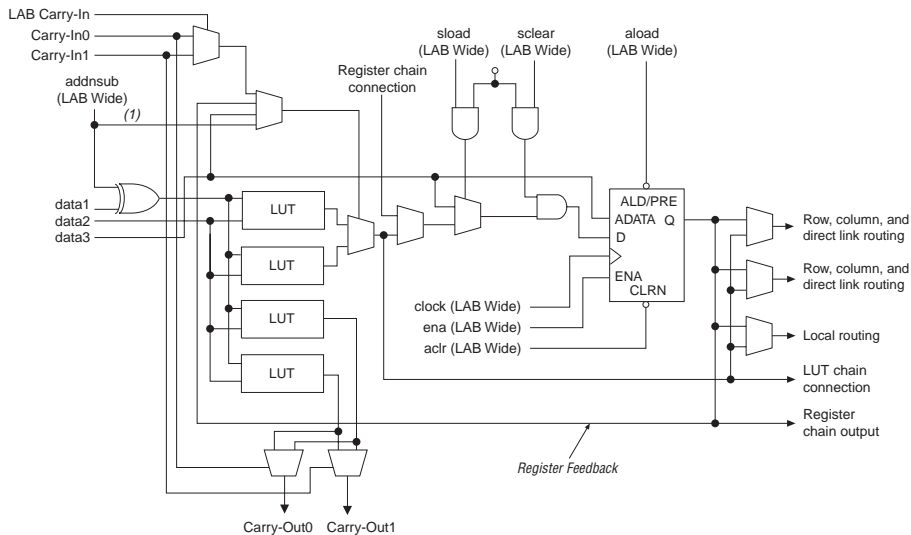 LAB Carry-In
Carry-In0
Carry-In1
addnsub
(LAB Wide)
(1)
Register chain
connection
sload
(LAB Wide)
sclear
(LAB Wide)
aload
(LAB Wide)
data1
data2
data3
LUT
LUT
LUT
LUT
ALD/PRE
ADATA
Q
D
ENA
CLRN
clock (LAB Wide)
ena (LAB Wide)
aclr (LAB Wide)
Row, column, and
direct link routing
Row, column, and
direct link routing
Local routing
LUT chain
connection
Register
chain output
Register Feedback
Carry-Out0
Carry-Out1